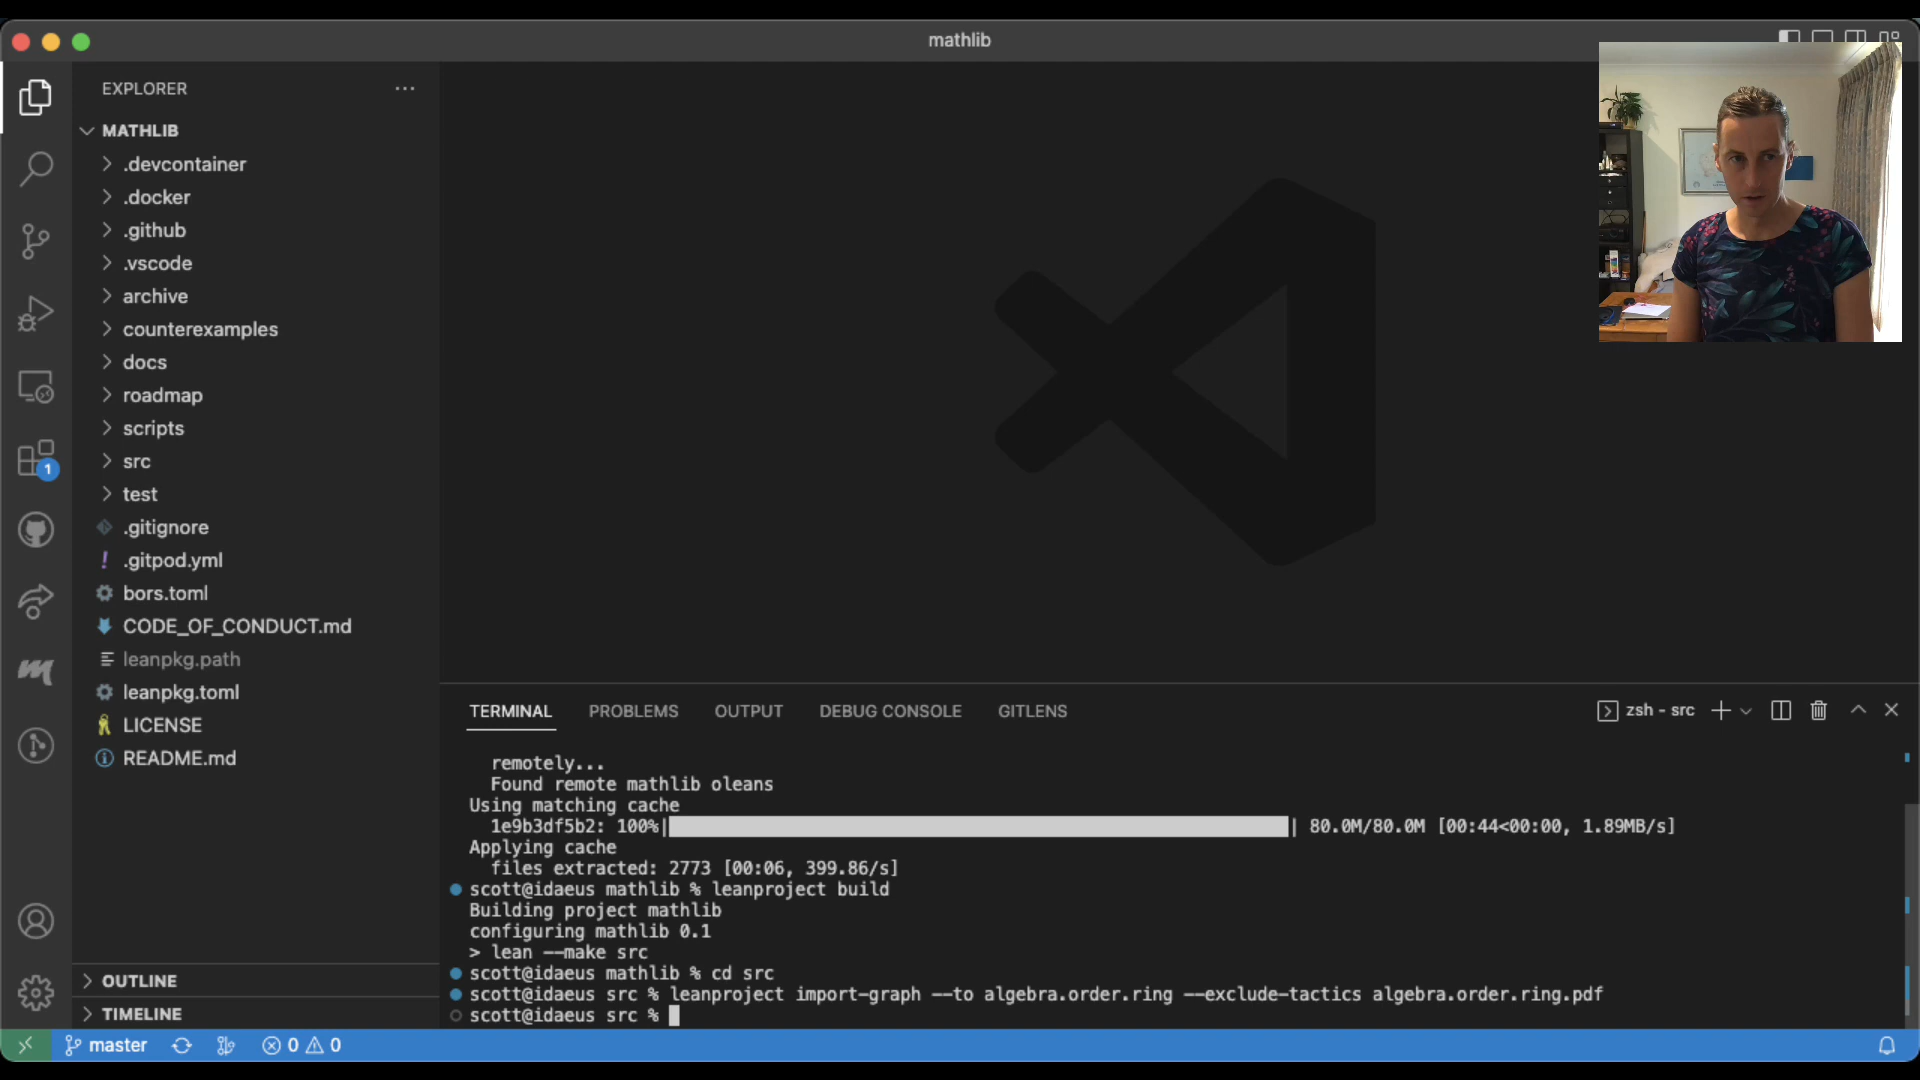 mathlib
EXPLORER
MATHLIB
.devcontainer
.docker
.github
.vscode
archive
counterexamples
docs
roadmap
scripts
src
test
.gitignore
.gitpod.yml
bors.toml
CODE_OF_CONDUCT.md
leanpkg.path
leanpkg.toml
LICENSE
README.md
OUTLINE
TIMELINE
1
TERMINAL PROBLEMS OUTPUT DEBUG CONSOLE GITLENS
zsh - src
remotely...
Found remote mathlib oleans
Using matching cache
1e9b3df5b2: 100%| | 80.0M/80.0M [00:44<00:00, 1.89MB/s]
Applying cache
files extracted: 2773 [00:06, 399.86/s]
scott@idaeus mathlib % leanproject build
Building project mathlib
configuring mathlib 0.1
> lean --make src
scott@idaeus mathlib % cd src
scott@idaeus src % leanproject import-graph --to algebra.order.ring --exclude-tactics algebra.order.ring.pdf
scott@idaeus src %
master 0 0